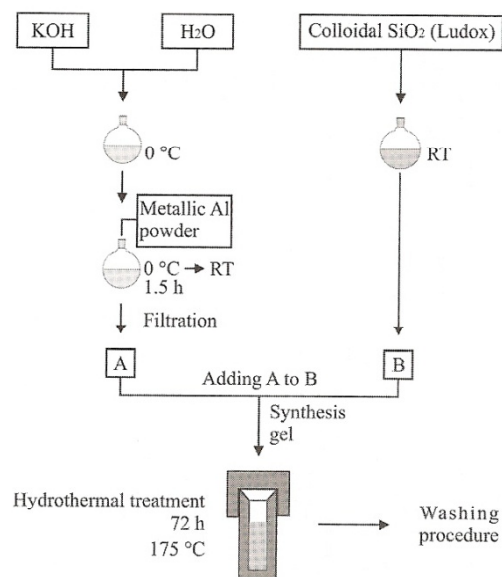 KOH
H₂O
Colloidal SiO₂ (Ludox)
0 °C
RT
Metallic Al
powder
0 °C → RT
1.5 h
Filtration
A
B
Adding A to B
Synthesis
gel
Hydrothermal treatment
72 h
175 °C
Washing
procedure